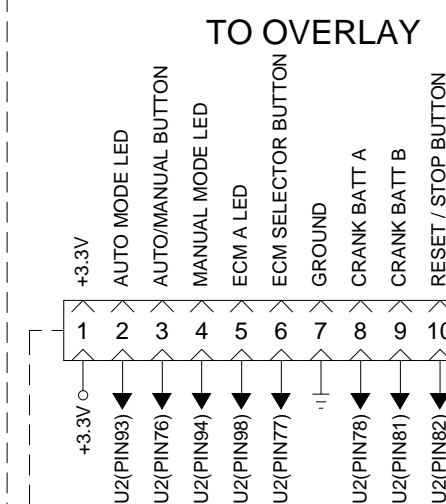 TO OVERLAY
+3.3V
AUTO MODE LED
AUTO/MANUAL BUTTON
MANUAL MODE LED
ECM A LED
ECM SELECTOR BUTTON
GROUND
CRANK BATT A
CRANK BATT B
RESET / STOP BUTTON
1 2 3 4 5 6 7 8 9 10
+3.3V
U2(PIN93)
U2(PIN76)
U2(PIN94)
U2(PIN98)
U2(PIN77)
U2(PIN78)
U2(PIN81)
U2(PIN82)